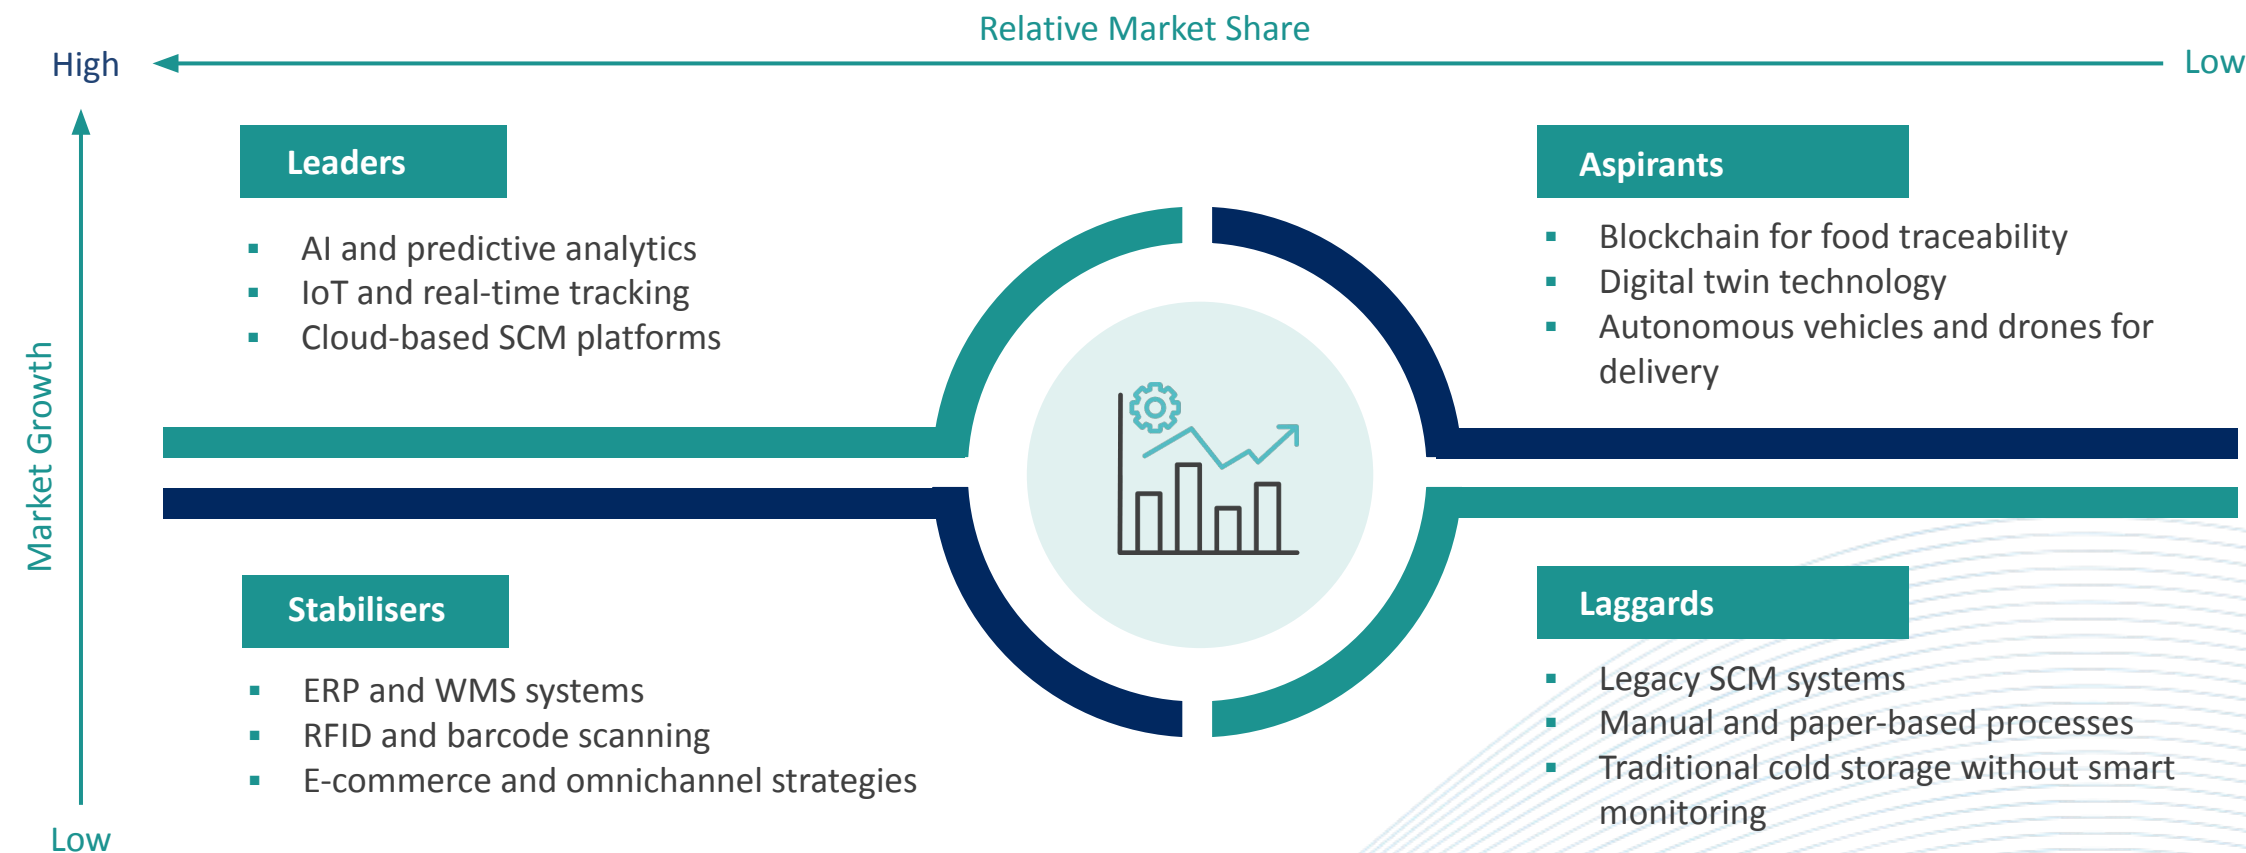 Relative Market Share
High
Low
Market Growth
Low
Leaders
▪ AI and predictive analytics
▪ IoT and real-time tracking
▪ Cloud-based SCM platforms
Aspirants
▪ Blockchain for food traceability
▪ Digital twin technology
▪ Autonomous vehicles and drones for
delivery
Stabilisers
▪ ERP and WMS systems
▪ RFID and barcode scanning
▪ E-commerce and omnichannel strategies
Laggards
▪ Legacy SCM systems
▪ Manual and paper-based processes
▪ Traditional cold storage without smart
monitoring